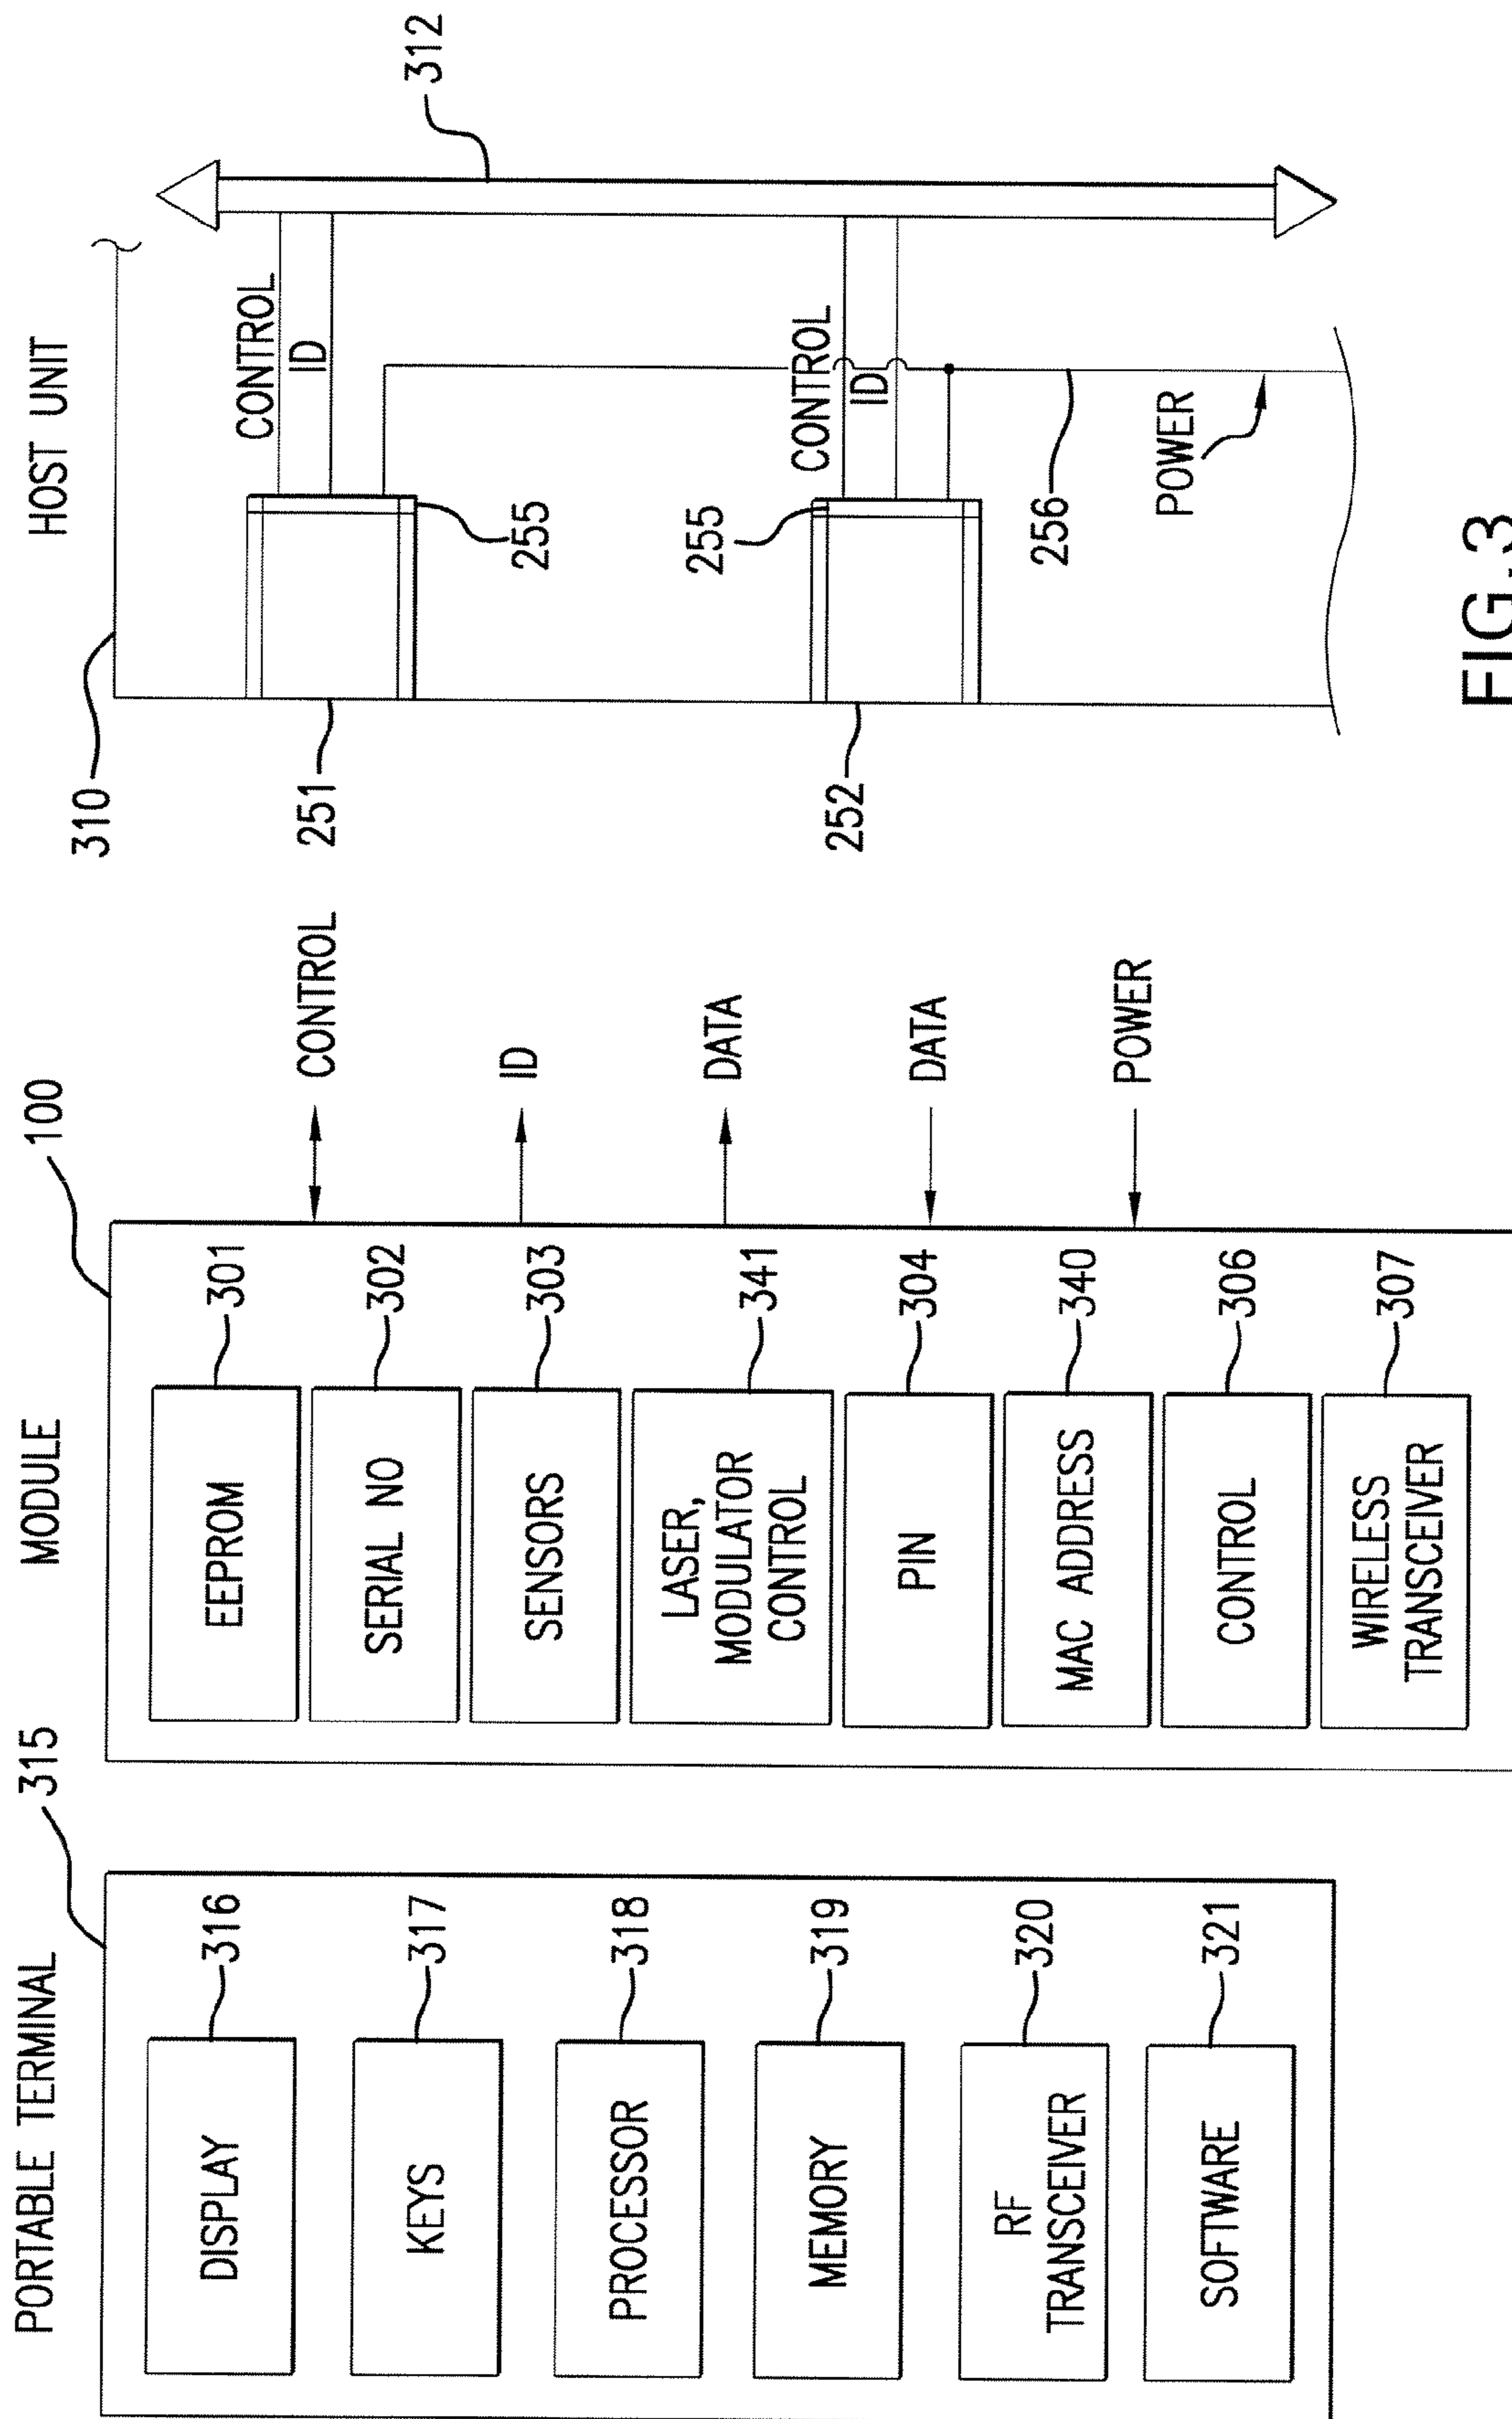 PORTABLE TERMINAL
315
DISPLAY
316
KEYS
317
PROCESSOR
318
MEMORY
319
RF
TRANSCEIVER
320
SOFTWARE
321
MODULE
100
EEPROM
301
SERIAL NO
302
SENSORS
303
LASER,
MODULATOR
CONTROL
341
PIN
304
MAC ADDRESS
340
CONTROL
306
WIRELESS
TRANSCEIVER
307
CONTROL
ID
DATA
DATA
POWER
HOST UNIT
310
251
CONTROL
ID
255
312
252
CONTROL
ID
255
256
POWER
FIG.3